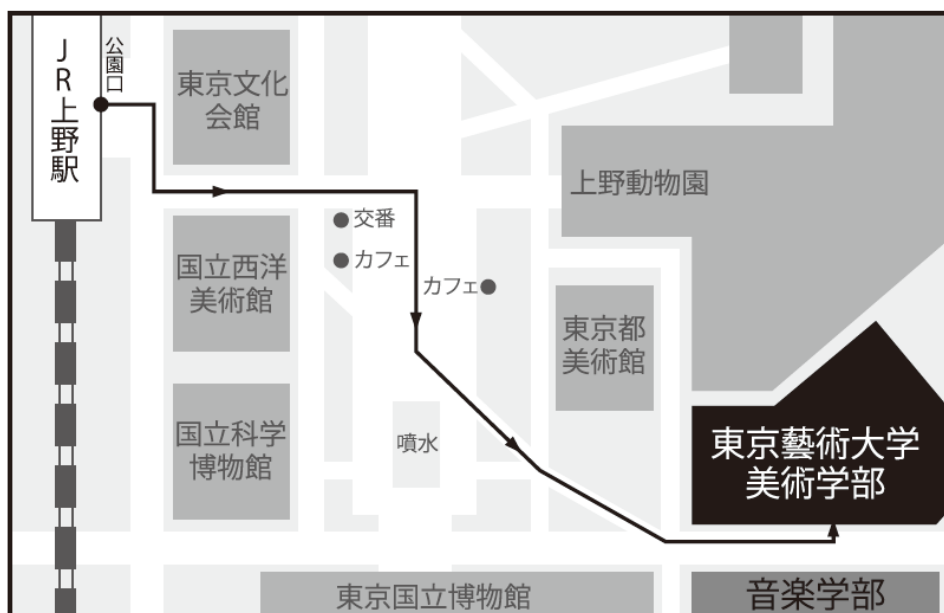 JR上野駅
公園口
東京文化
会館
上野動物園
交番
カフェ
カフェ
国立西洋
美術館
東京都
美術館
国立科学
博物館
噴水
東京藝術大学
美術学部
東京国立博物館
音楽学部